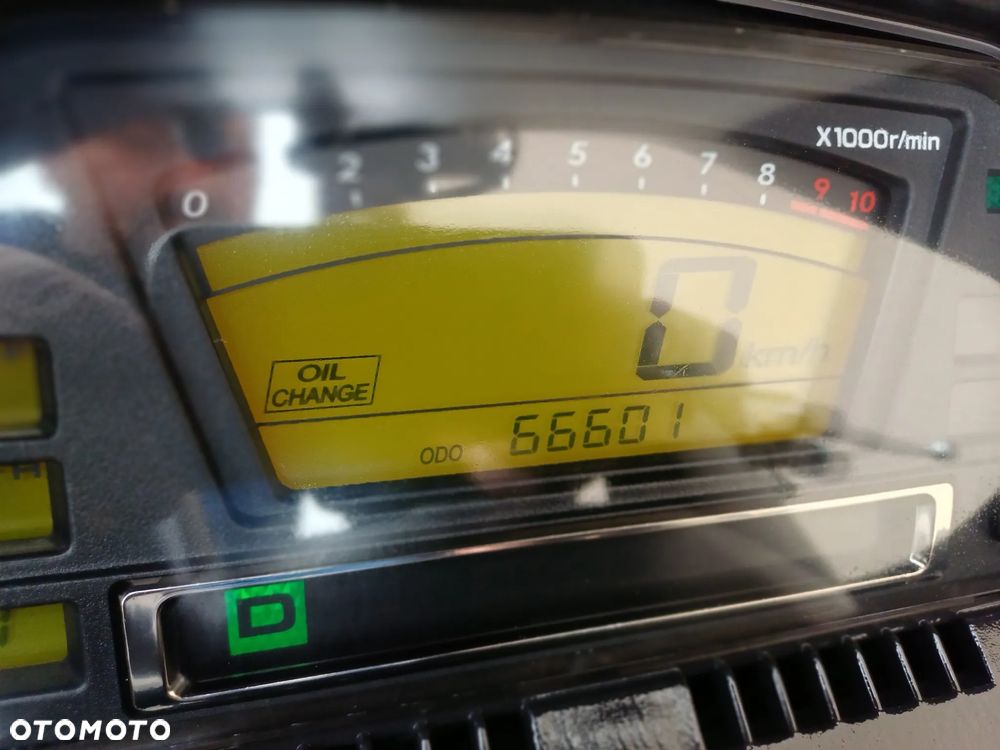 X1000r/min
0 2 3 4 5 6 7 8 9 10
0 km/h
OIL
CHANGE
ODO 66601
D
OTOMOTO